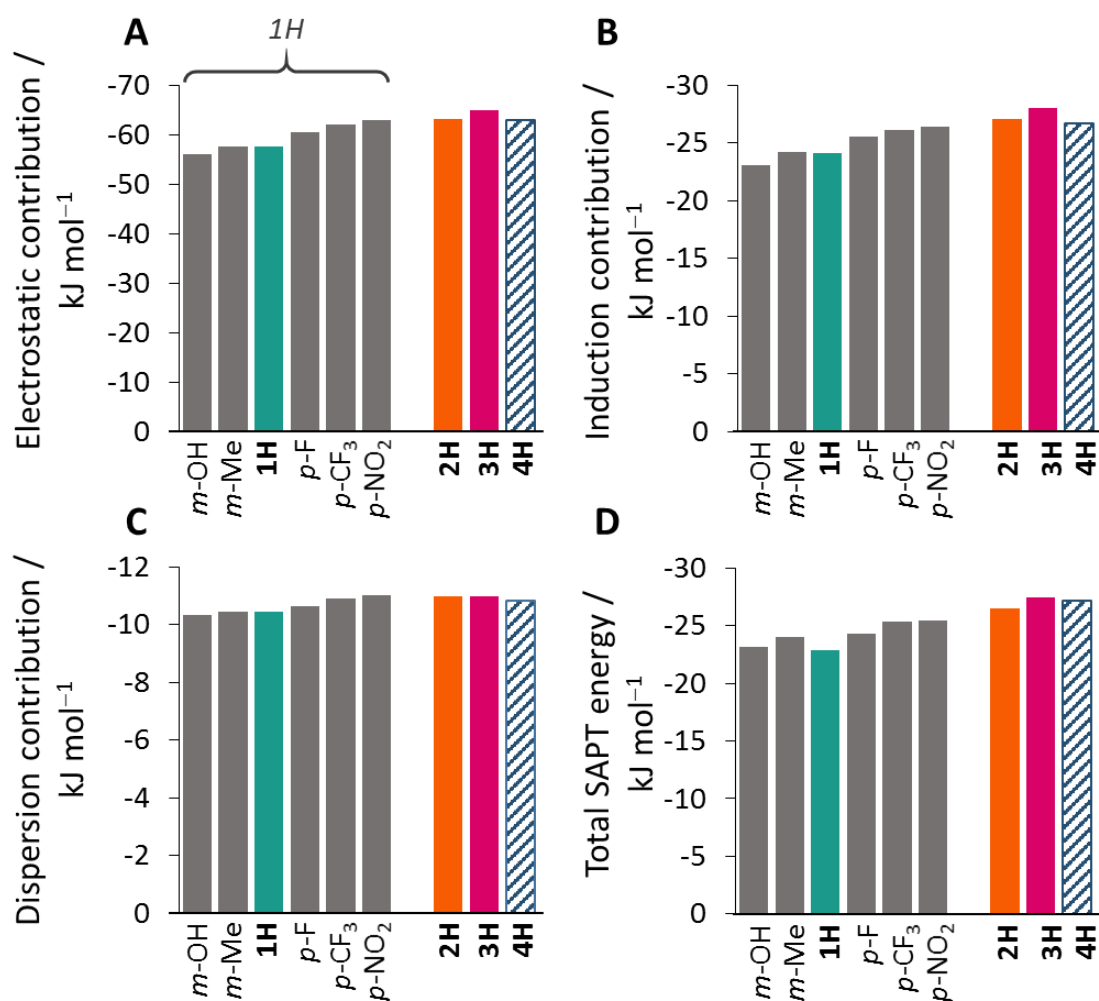 A
1H
Electrostatic contribution /
kJ mol⁻¹
-70
-60
-50
-40
-30
-20
-10
0
m-OH
m-Me
1H
p-F
p-CF₃
p-NO₂
2H
3H
4H
B
Induction contribution /
kJ mol⁻¹
-30
-25
-20
-15
-10
-5
0
m-OH
m-Me
1H
p-F
p-CF₃
p-NO₂
2H
3H
4H
C
Dispersion contribution /
kJ mol⁻¹
-12
-10
-8
-6
-4
-2
0
m-OH
m-Me
1H
p-F
p-CF₃
p-NO₂
2H
3H
4H
D
Total SAPT energy /
kJ mol⁻¹
-30
-25
-20
-15
-10
-5
0
m-OH
m-Me
1H
p-F
p-CF₃
p-NO₂
2H
3H
4H